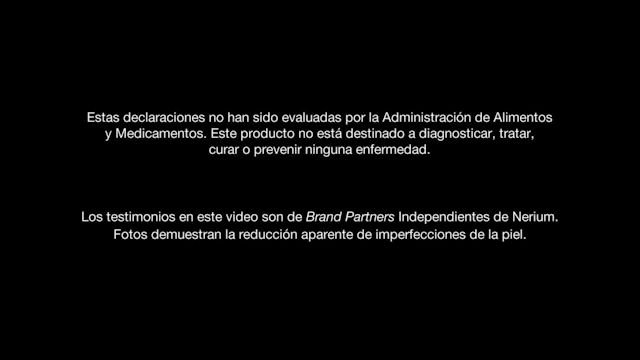 Estas declaraciones no han sido evaluadas por la Administración de Alimentos
y Medicamentos. Este producto no está destinado a diagnosticar, tratar,
curar o prevenir ninguna enfermedad.
Los testimonios en este video son de Brand Partners Independientes de Nerium.
Fotos demuestran la reducción aparente de imperfecciones de la piel.